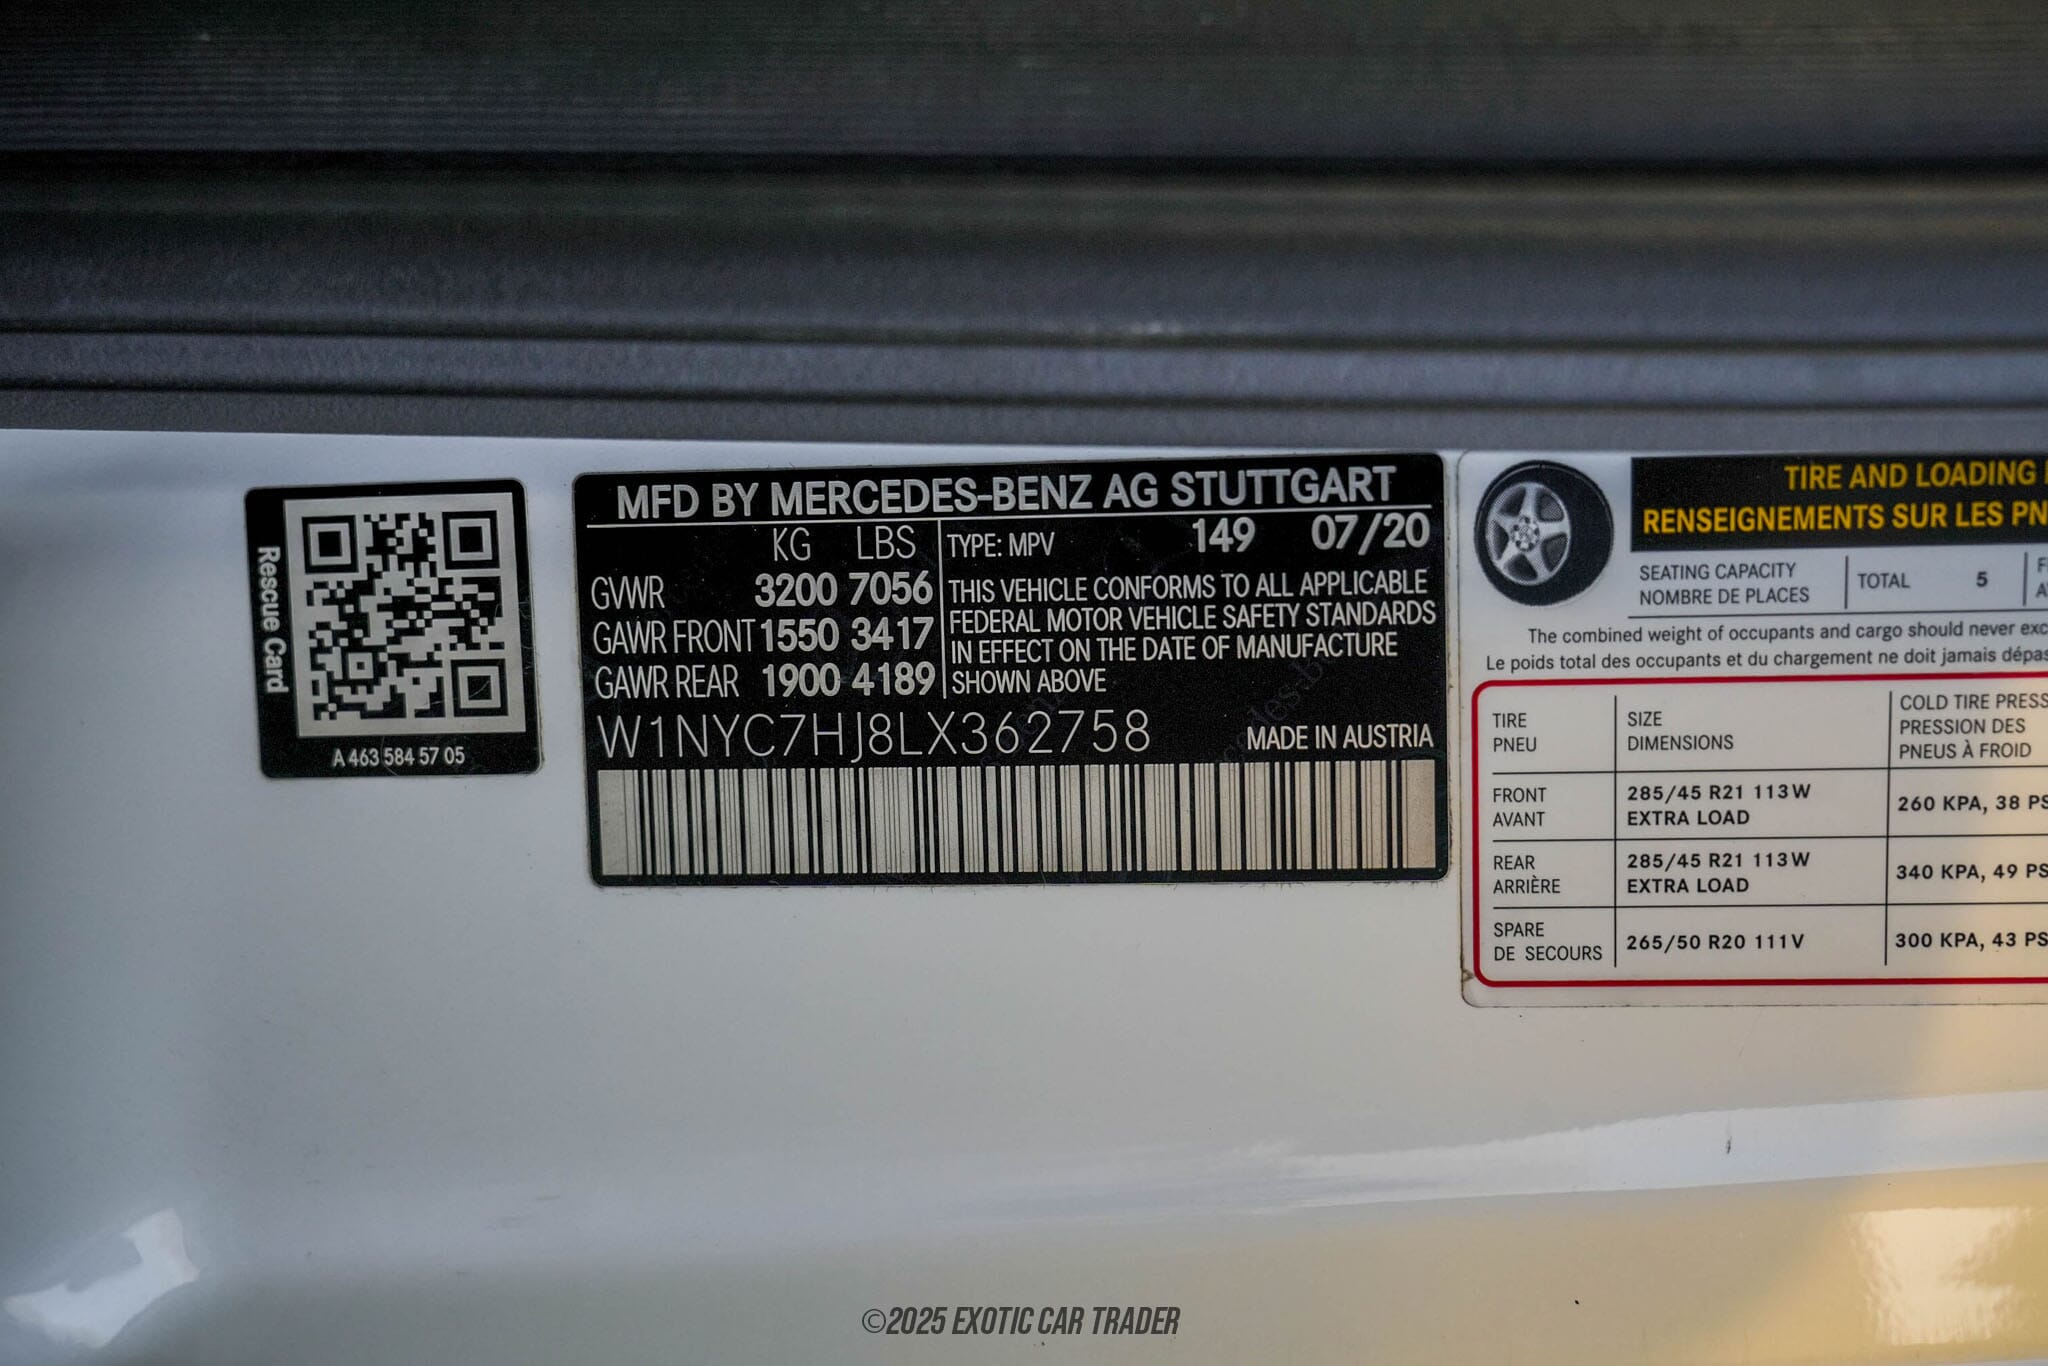 Rescue Card
A 463 584 57 05
MFD BY MERCEDES-BENZ AG STUTTGART
KG LBS
GVWR 3200 7056
GAWR FRONT 1550 3417
GAWR REAR 1900 4189
TYPE: MPV 149 07/20
THIS VEHICLE CONFORMS TO ALL APPLICABLE
FEDERAL MOTOR VEHICLE SAFETY STANDARDS
IN EFFECT ON THE DATE OF MANUFACTURE
SHOWN ABOVE
W1NYC7HJ8LX362758
MADE IN AUSTRIA
TIRE AND LOADING
RENSEIGNEMENTS SUR LES PN
SEATING CAPACITY
NOMBRE DE PLACES
TOTAL 5
The combined weight of occupants and cargo should never exc
Le poids total des occupants et du chargement ne doit jamais dépas
TIRE
PNEU
SIZE
DIMENSIONS
COLD TIRE PRESS
PRESSION DES
PNEUS À FROID
FRONT
AVANT
285/45 R21 113W
EXTRA LOAD
260 KPA, 38 PS
REAR
ARRIÈRE
285/45 R21 113W
EXTRA LOAD
340 KPA, 49 PS
SPARE
DE SECOURS
265/50 R20 111V
300 KPA, 43 PS
©2025 EXOTIC CAR TRADER